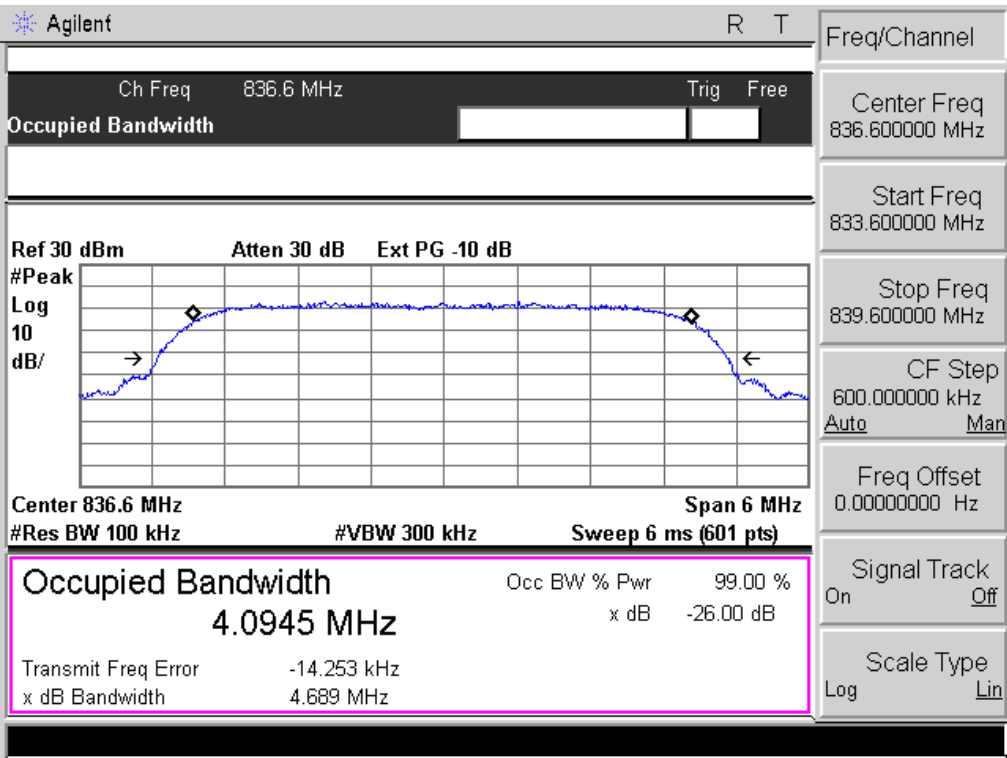 Agilent R T
Ch Freq 836.6 MHz Trig Free
Occupied Bandwidth
Ref 30 dBm Atten 30 dB Ext PG -10 dB
#Peak
Log
10
dB/
Center 836.6 MHz Span 6 MHz
#Res BW 100 kHz #VBW 300 kHz Sweep 6 ms (601 pts)
Occupied Bandwidth
4.0945 MHz
Occ BW % Pwr 99.00 %
x dB -26.00 dB
Transmit Freq Error -14.253 kHz
x dB Bandwidth 4.689 MHz
Freq/Channel
Center Freq
836.600000 MHz
Start Freq
833.600000 MHz
Stop Freq
839.600000 MHz
CF Step
600.000000 kHz
Auto Man
Freq Offset
0.00000000 Hz
Signal Track
On Off
Scale Type
Log Lin